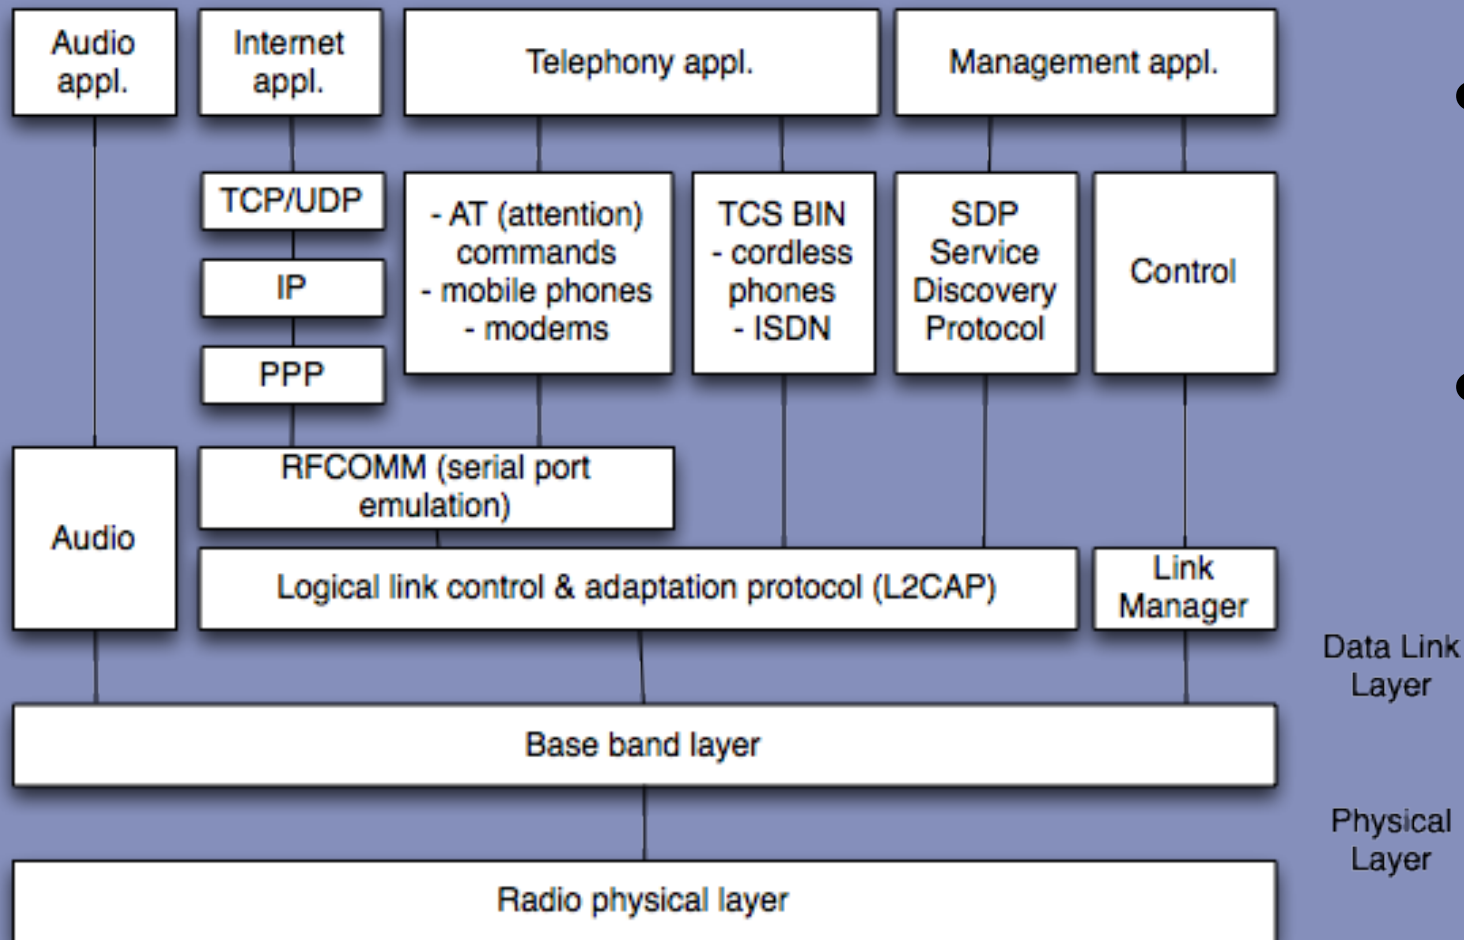 Audio
appl.
Internet
appl.
Telephony appl.
Management appl.
TCP/UDP
IP
PPP
- AT (attention)
commands
- mobile phones
- modems
TCS BIN
- cordless
phones
- ISDN
SDP
Service
Discovery
Protocol
Control
Audio
RFCOMM (serial port
emulation)
Logical link control & adaptation protocol (L2CAP)
Link
Manager
Data Link
Layer
Base band layer
Physical
Layer
Radio physical layer